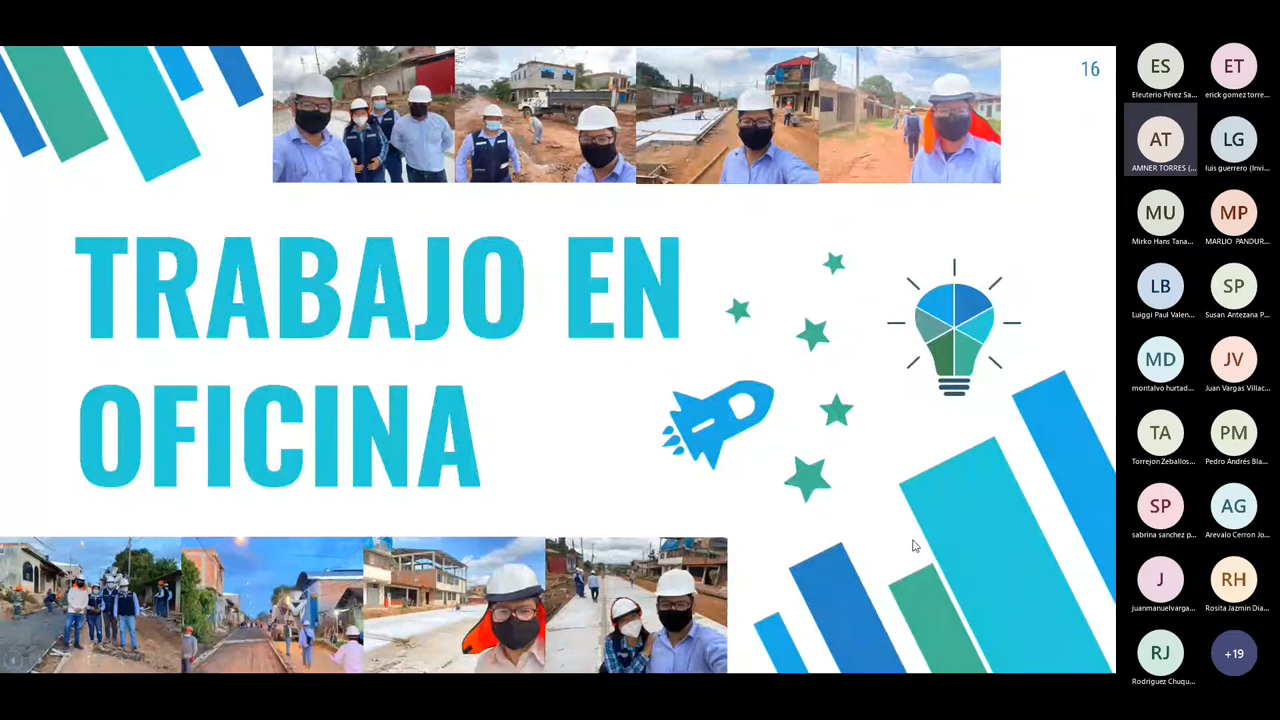 16
TRABAJO EN
OFICINA
ES
Eleuterio Pérez Sa...
ET
erick gomez torre...
AT
AMNER TORRES (...
LG
luis guerrero (Invi...
MU
Mirko Hans Tana...
MP
MARLIO PANDUR...
LB
Luiggi Paul Valen...
SP
Susan Antezana P...
MD
montalvo hurtad...
JV
Juan Vargas Villac...
TA
Torrejon Zeballos...
PM
Pedro Andrés Bla...
SP
sabrina sanchez p...
AG
Arevalo Cerron Jo...
J
juanmanuelvarga...
RH
Rosita Jazmin Dia...
RJ
Rodriguez Chuqu...
+19